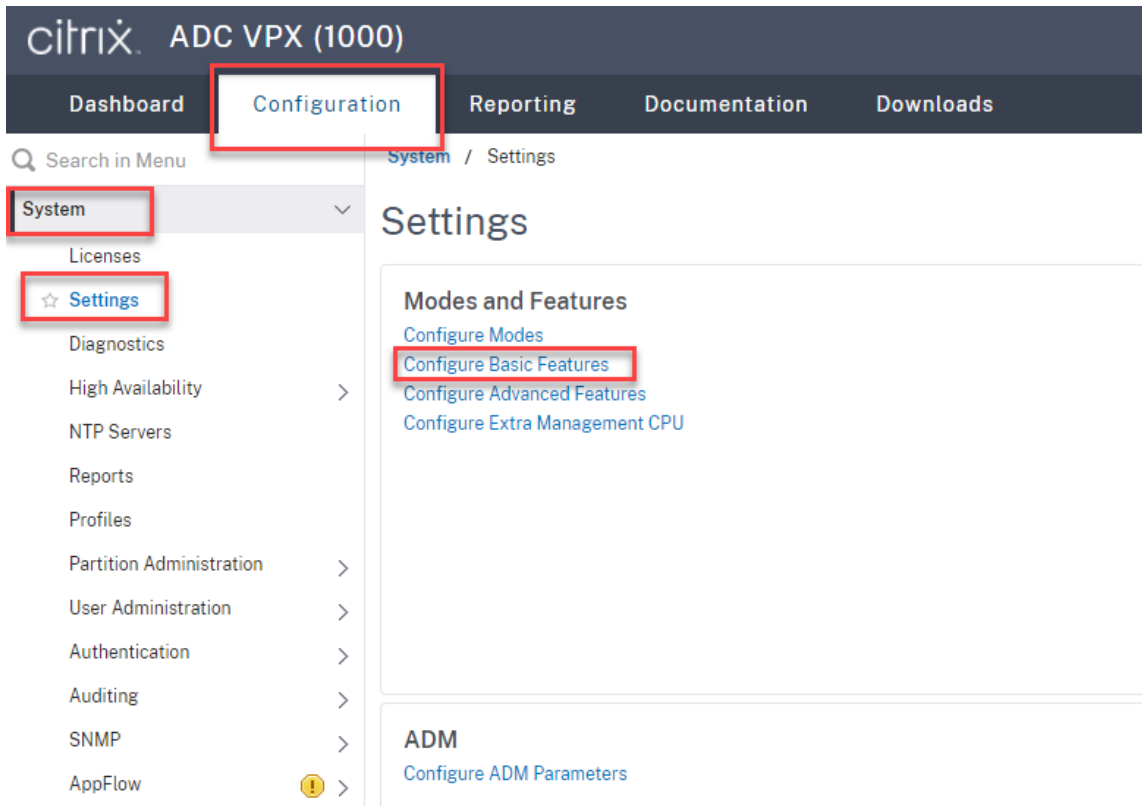 citrix. ADC VPX (1000)
Dashboard Configuration Reporting Documentation Downloads
Search in Menu
System
Licenses
Settings
Diagnostics
High Availability
NTP Servers
Reports
Profiles
Partition Administration
User Administration
Authentication
Auditing
SNMP
AppFlow
System / Settings
Settings
Modes and Features
Configure Modes
Configure Basic Features
Configure Advanced Features
Configure Extra Management CPU
ADM
Configure ADM Parameters